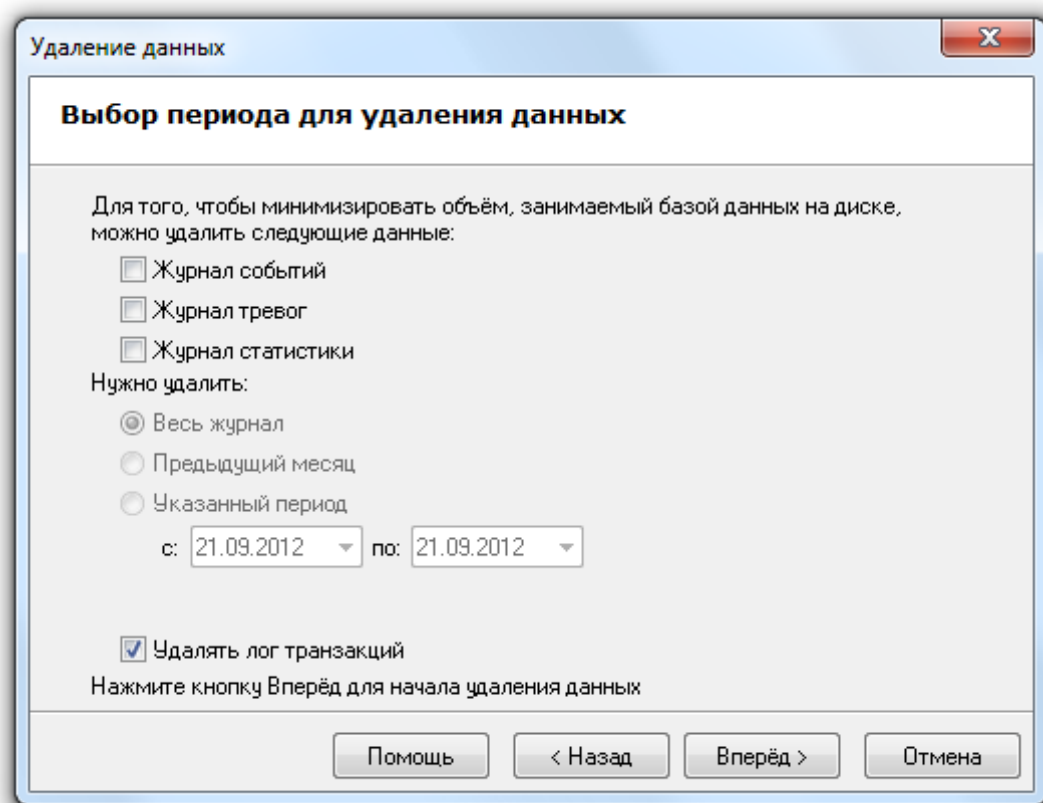 Удаление данных
Выбор периода для удаления данных
Для того, чтобы минимизировать объём, занимаемый базой данных на диске,
можно удалить следующие данные:
Журнал событий
Журнал тревог
Журнал статистики
Нужно удалить:
Весь журнал
Предыдущий месяц
Указанный период
с: 21.09.2012 по: 21.09.2012
Удалять лог транзакций
Нажмите кнопку Вперёд для начала удаления данных
Помощь < Назад Вперёд > Отмена